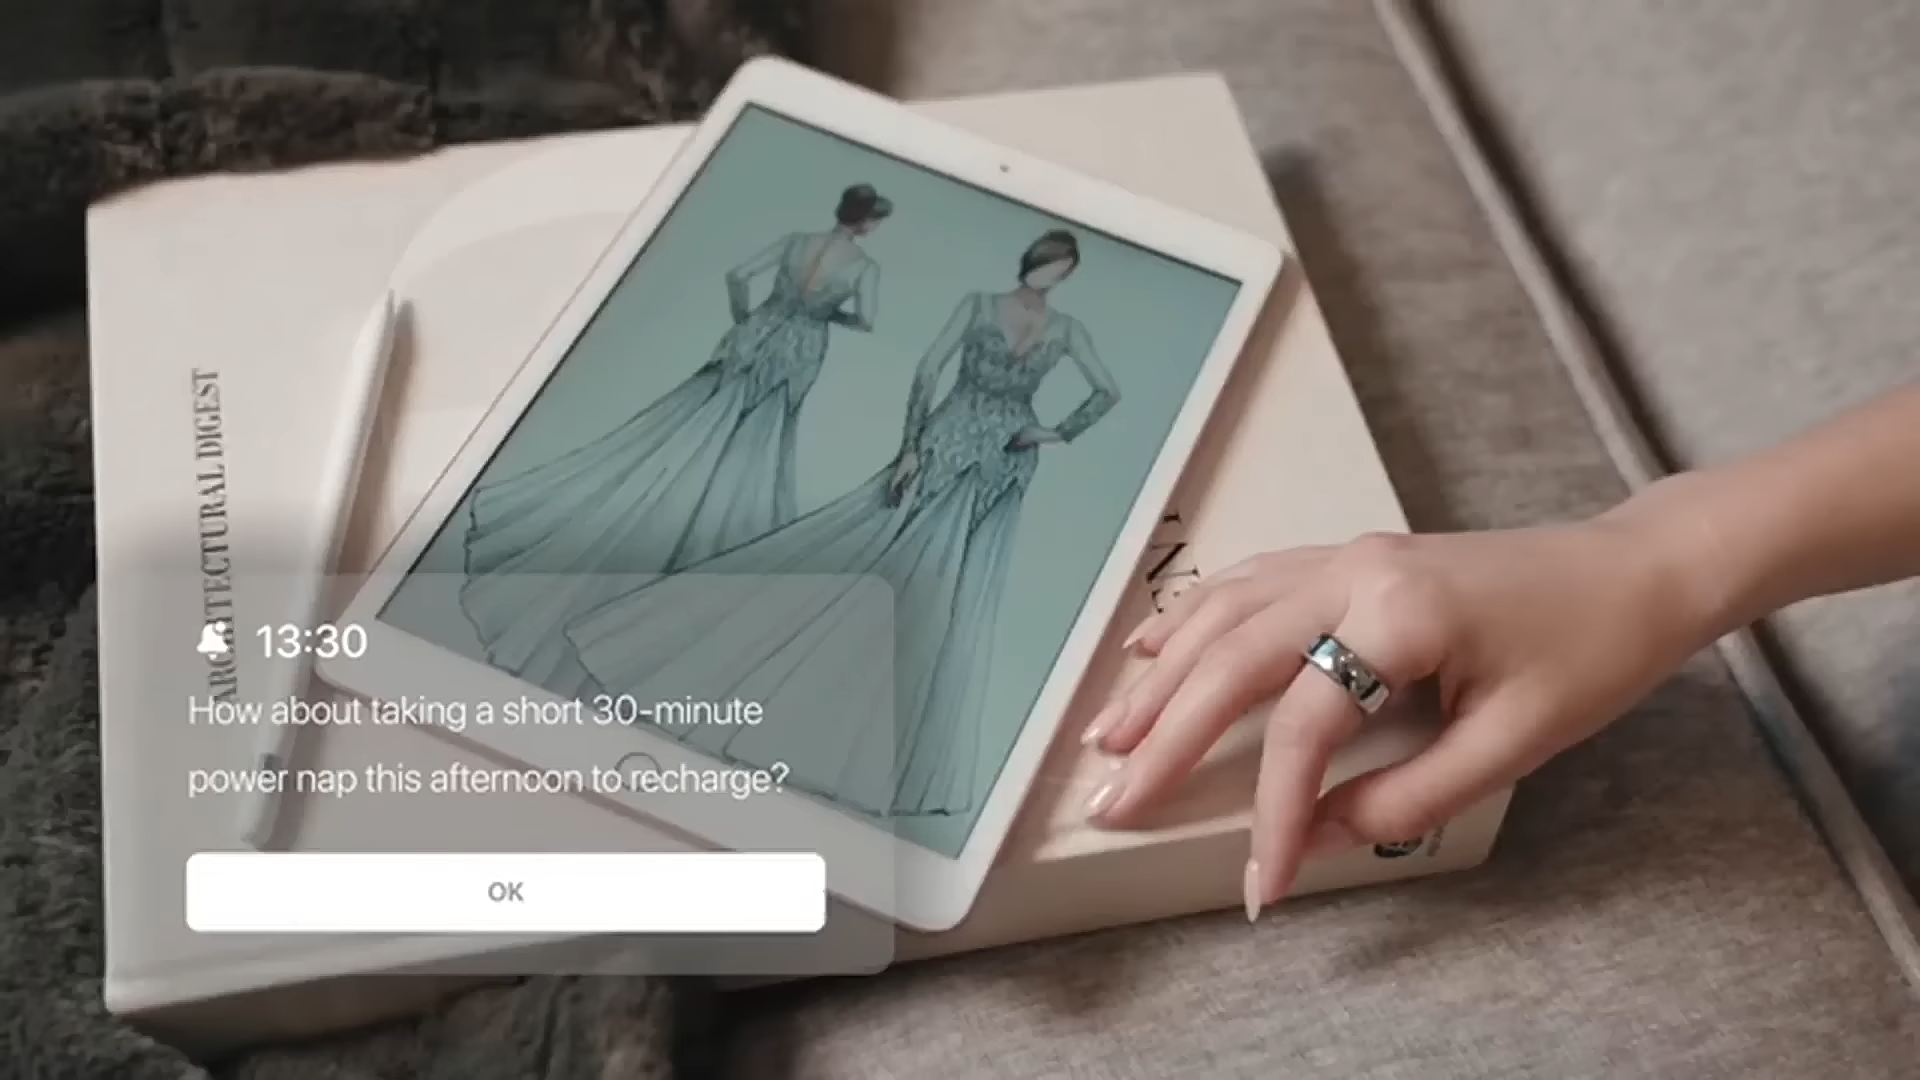 ARCHITECTURAL DIGEST
13:30
How about taking a short 30-minute
power nap this afternoon to recharge?
OK